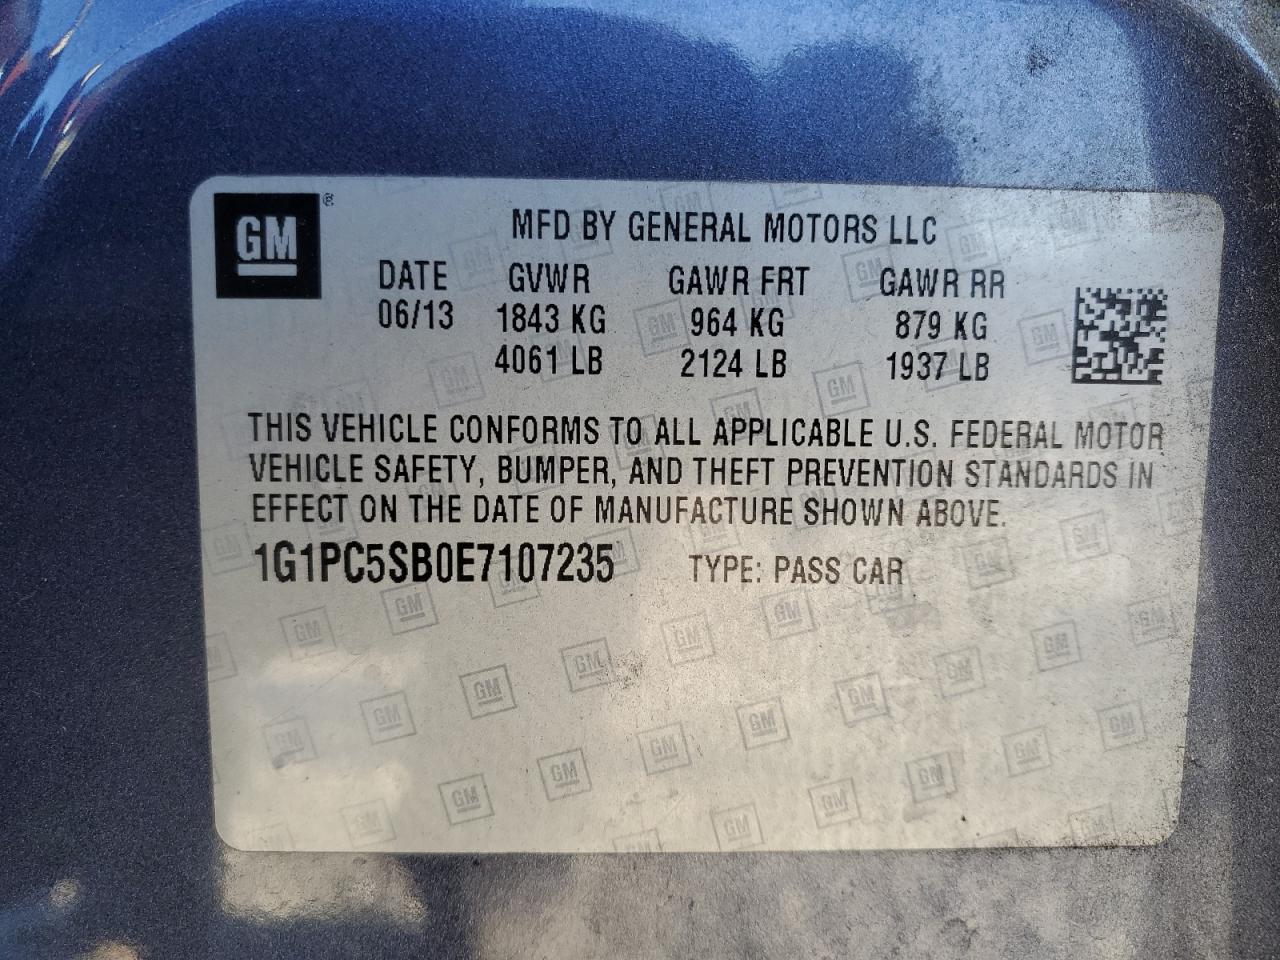 GM®
MFD BY GENERAL MOTORS LLC
DATE GVWR GAWR FRT GAWR RR
06/13 1843 KG 964 KG 879 KG
4061 LB 2124 LB 1937 LB
THIS VEHICLE CONFORMS TO ALL APPLICABLE U.S. FEDERAL MOTOR
VEHICLE SAFETY, BUMPER, AND THEFT PREVENTION STANDARDS IN
EFFECT ON THE DATE OF MANUFACTURE SHOWN ABOVE.
1G1PC5SB0E7107235 TYPE: PASS CAR